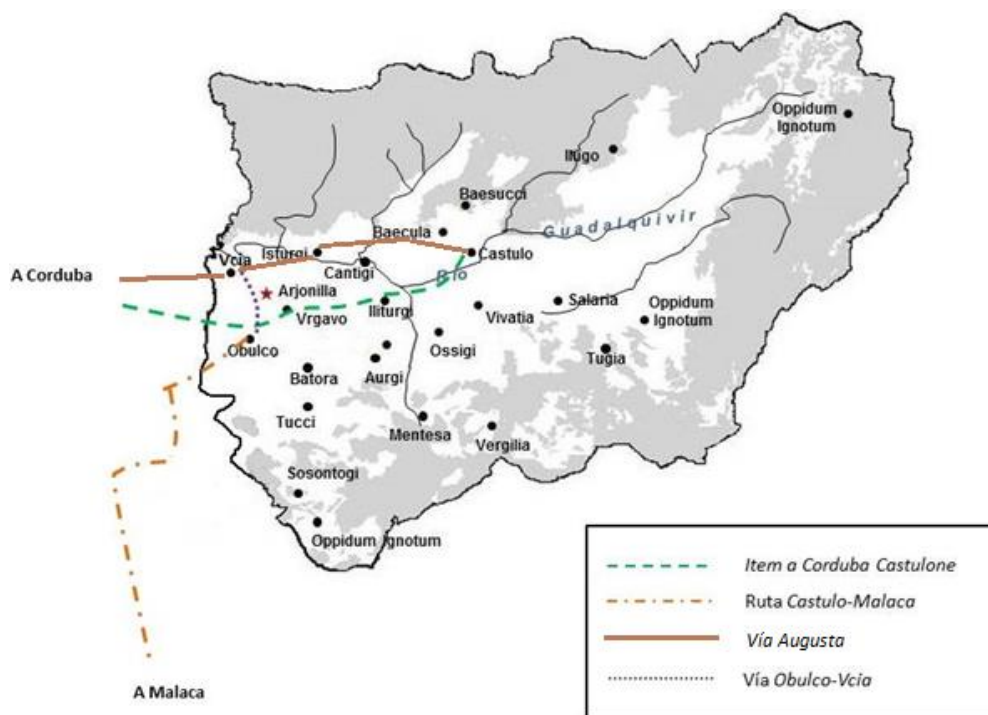 Oppidum
Ignotum
Ilugo
Baesucci
Guadalquivir
Baecula
Isturgi
Castulo
Vcia
Cantigi
Río
A Corduba
Arjonilla
Iliturgi
Salaria
Vrgavo
Vivatia
Oppidum
Ignotum
Obulco
Ossigi
Tugia
Aurgi
Batora
Tucci
Mentesa
Vergilia
Sosontogi
Oppidum Ignotum
A Malaca
Item a Corduba Castulone
Ruta Castulo-Malaca
Vía Augusta
Vía Obulco-Vcia